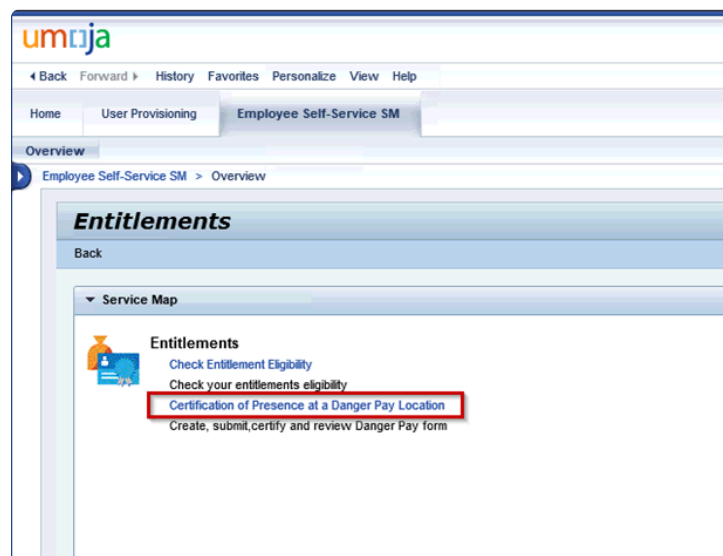 umoja
Back Forward History Favorites Personalize View Help
Home User Provisioning Employee Self-Service SM
Overview
Employee Self-Service SM > Overview
Entitlements
Back
Service Map
Entitlements
Check Entitlement Eligibility
Check your entitlements eligibility
Certification of Presence at a Danger Pay Location
Create, submit,certify and review Danger Pay form